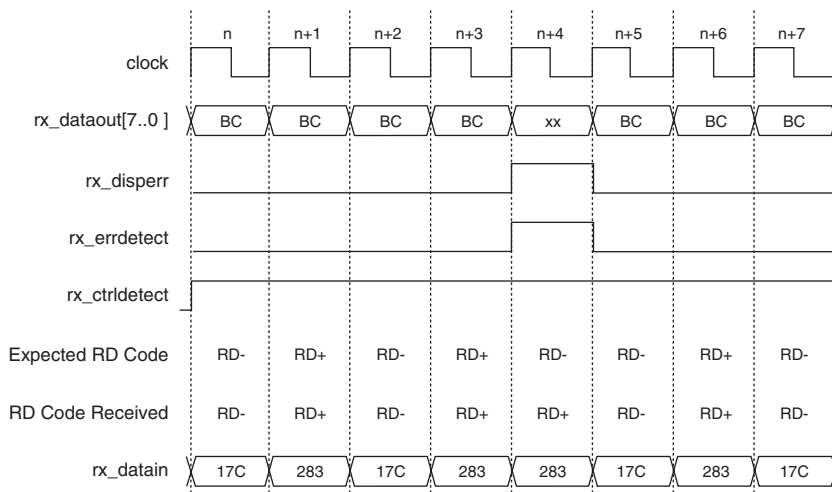 n n+1 n+2 n+3 n+4 n+5 n+6 n+7
clock
rx_dataout[7..0 ] BC BC BC BC xx BC BC BC
rx_disperr
rx_errdetect
rx_ctrldetect
Expected RD Code RD- RD+ RD- RD+ RD- RD- RD+ RD-
RD Code Received RD- RD+ RD- RD+ RD+ RD- RD+ RD-
rx_datain 17C 283 17C 283 283 17C 283 17C